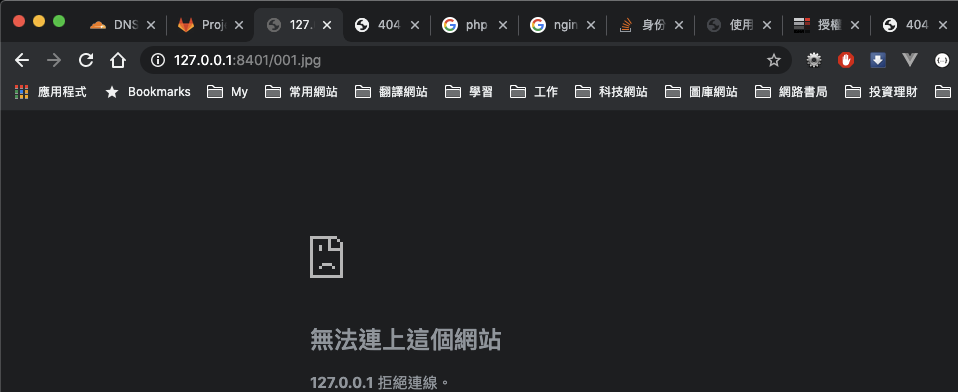 DNS Proje 127.0 404 php ngin 身份 使用 授權 404
127.0.0.1:8401/001.jpg
應用程式 Bookmarks My 常用網站 翻譯網站 學習 工作 科技網站 圖庫網站 網路書局 投資理財
無法連上這個網站
127.0.0.1 拒絕連線。